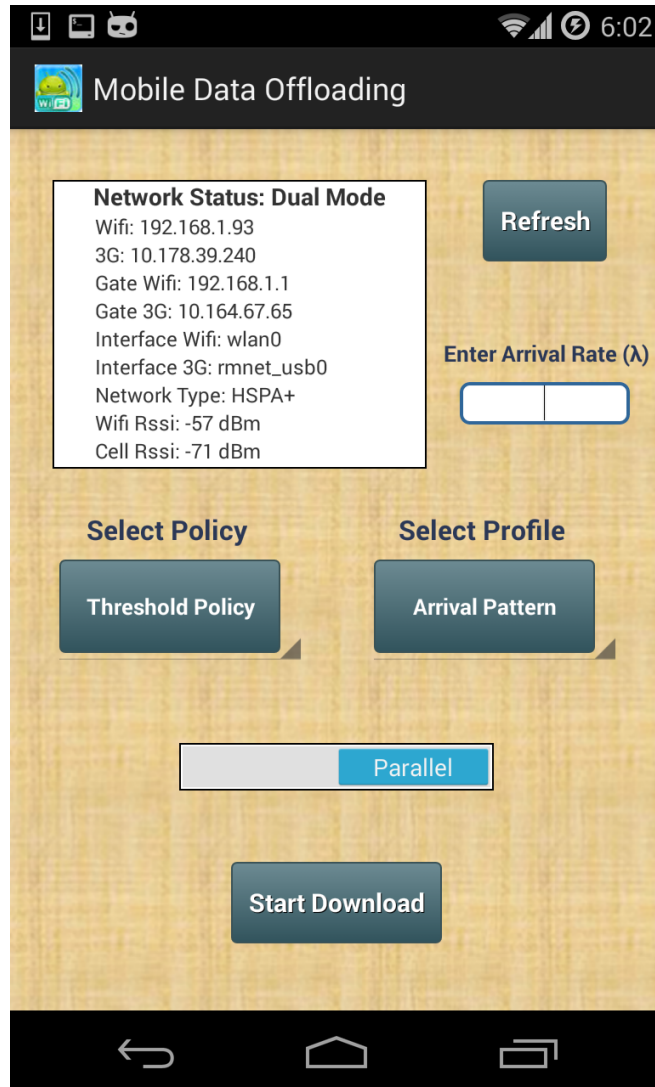 6:02
WiFi
Mobile Data Offloading
Network Status: Dual Mode
Wifi: 192.168.1.93
3G: 10.178.39.240
Gate Wifi: 192.168.1.1
Gate 3G: 10.164.67.65
Interface Wifi: wlan0
Interface 3G: rmnet_usb0
Network Type: HSPA+
Wifi Rssi: -57 dBm
Cell Rssi: -71 dBm
Refresh
Enter Arrival Rate (λ)
Select Policy
Threshold Policy
Select Profile
Arrival Pattern
Parallel
Start Download